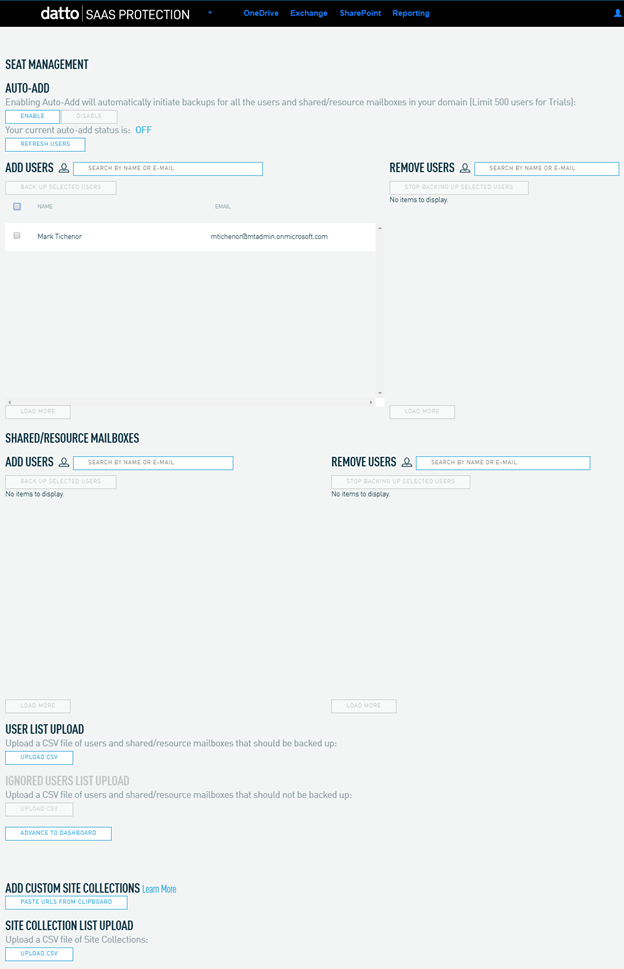 datto | SAAS PROTECTION OneDrive Exchange SharePoint Reporting
SEAT MANAGEMENT
AUTO-ADD
Enabling Auto-Add will automatically initiate backups for all the users and shared/resource mailboxes in your domain (Limit 500 users for Trials):
ENABLE DISABLE
Your current auto-add status is: OFF
REFRESH USERS
ADD USERS SEARCH BY NAME OR E-MAIL
BACK UP SELECTED USERS
NAME EMAIL
Mark Tichenor mtichenor@mtadmin.onmicrosoft.com
LOAD MORE
REMOVE USERS SEARCH BY NAME OR E-MAIL
STOP BACKING UP SELECTED USERS
No items to display.
LOAD MORE
SHARED/RESOURCE MAILBOXES
ADD USERS SEARCH BY NAME OR E-MAIL
BACK UP SELECTED USERS
No items to display.
LOAD MORE
REMOVE USERS SEARCH BY NAME OR E-MAIL
STOP BACKING UP SELECTED USERS
No items to display.
LOAD MORE
USER LIST UPLOAD
Upload a CSV file of users and shared/resource mailboxes that should be backed up:
UPLOAD CSV
IGNORED USERS LIST UPLOAD
Upload a CSV file of users and shared/resource mailboxes that should not be backed up:
UPLOAD CSV
ADVANCE TO DASHBOARD
ADD CUSTOM SITE COLLECTIONS Learn More
PASTE URLS FROM CLIPBOARD
SITE COLLECTION LIST UPLOAD
Upload a CSV file of Site Collections:
UPLOAD CSV